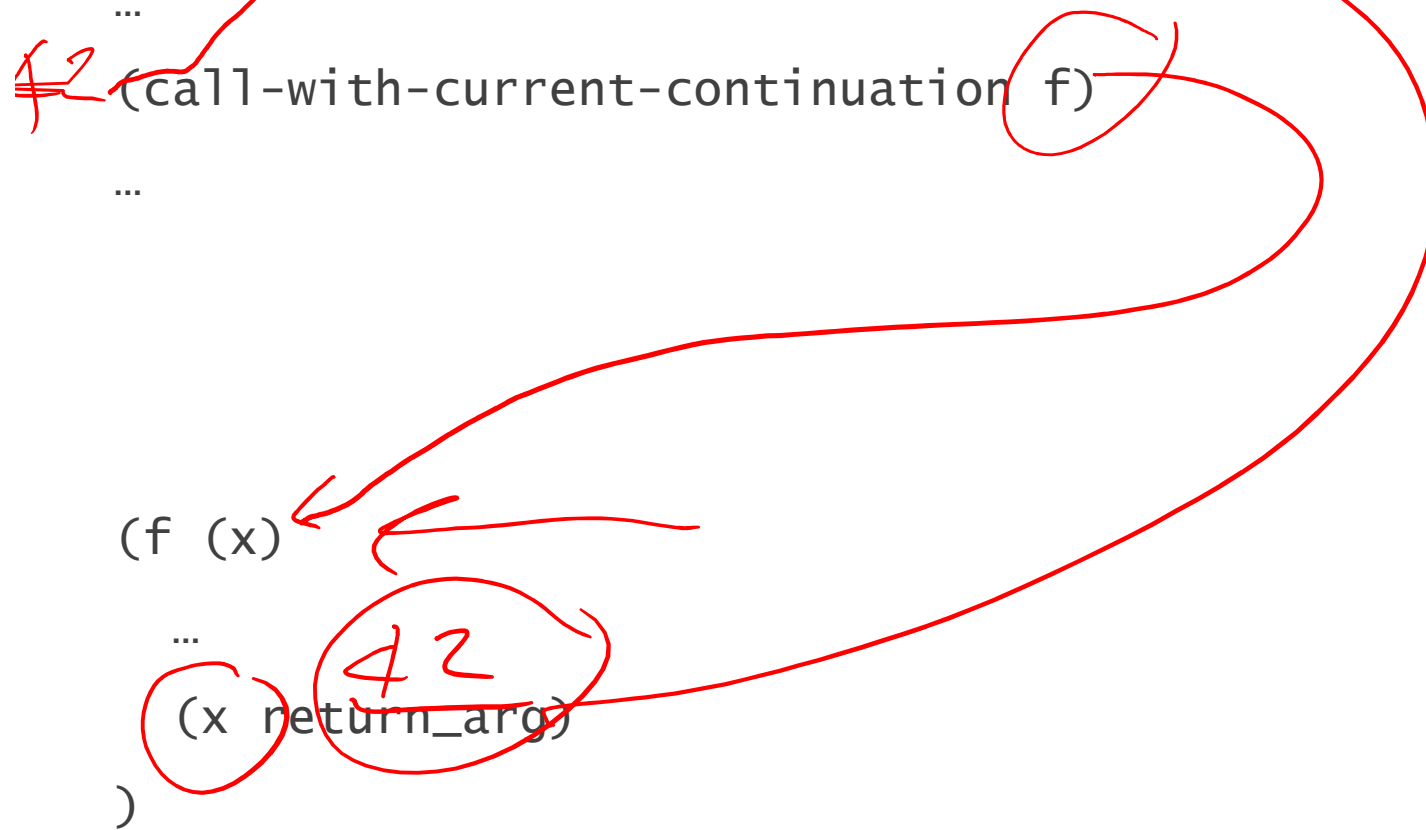 …
42 (call-with-current-continuation f)
…
(f (x)
…
42
(x return_arg)
)